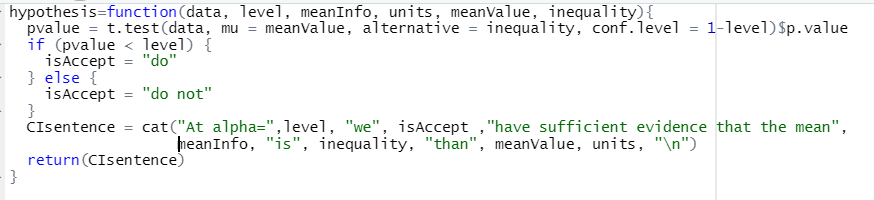 hypothesis=function(data, level, meanInfo, units, meanValue, inequality){
  pvalue = t.test(data, mu = meanValue, alternative = inequality, conf.level = 1-level)$p.value
  if (pvalue < level) {
    isAccept = "do"
  } else {
    isAccept = "do not"
  }
  CIsentence = cat("At alpha=",level, "we", isAccept ,"have sufficient evidence that the mean",
                   meanInfo, "is", inequality, "than", meanValue, units, "\n")
  return(CIsentence)
}